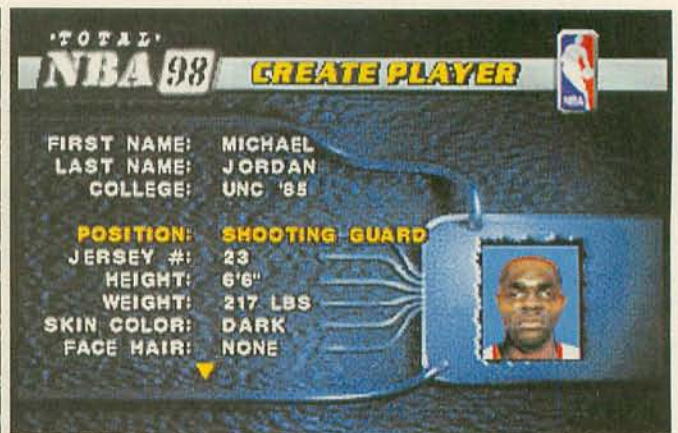 ·TOTAL·
NBA 98
CREATE PLAYER
NBA
FIRST NAME: MICHAEL
LAST NAME: JORDAN
COLLEGE: UNC '85
POSITION: SHOOTING GUARD
JERSEY #: 23
HEIGHT: 6'6"
WEIGHT: 217 LBS
SKIN COLOR: DARK
FACE HAIR: NONE